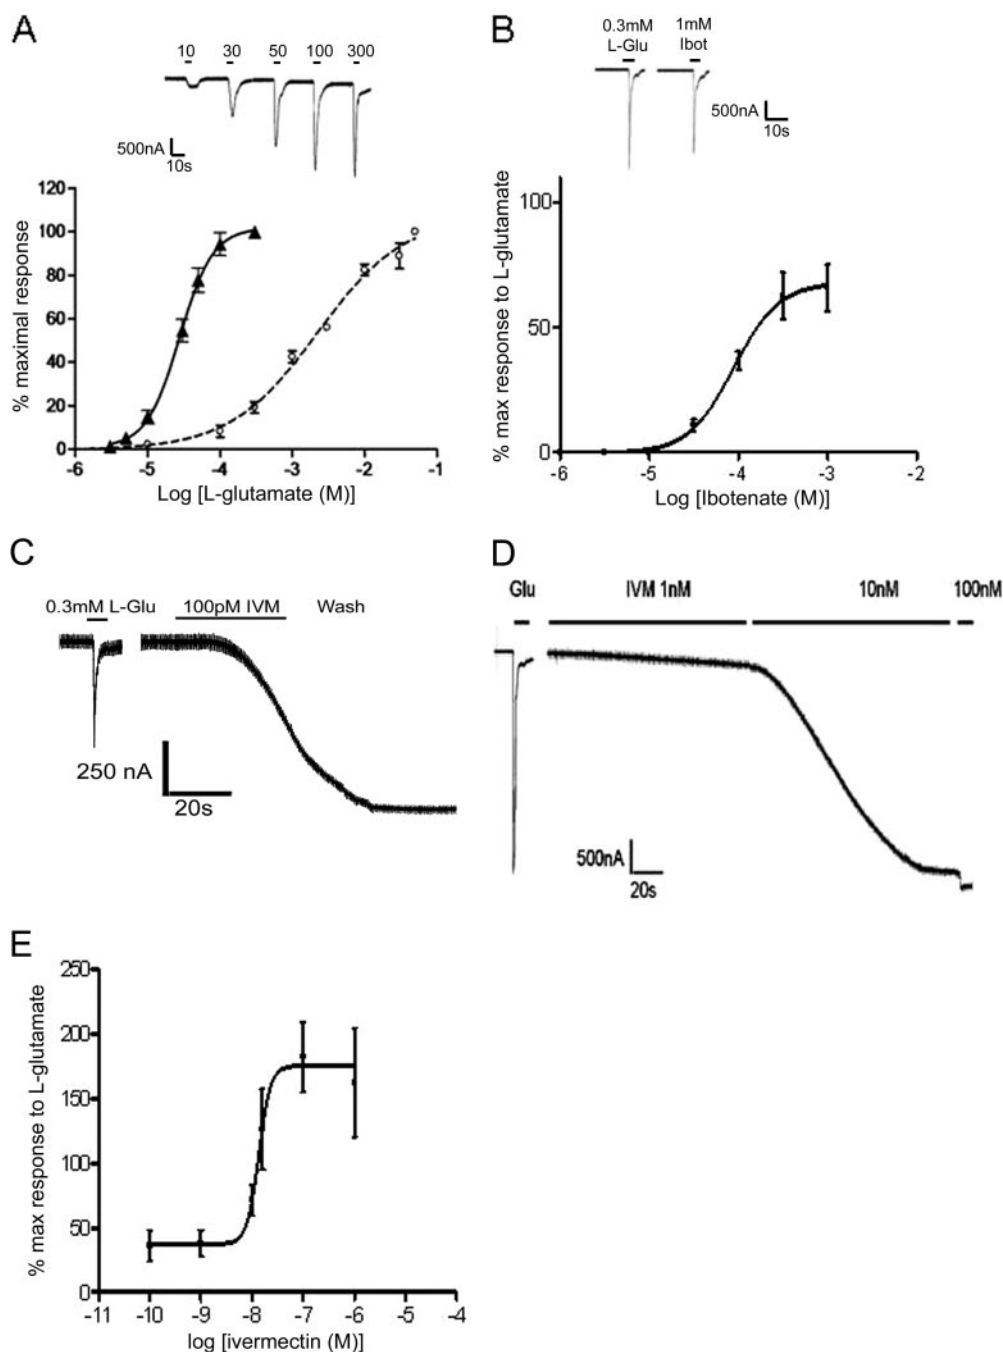 A
10 30 50 100 300
500nA
10s
120
100
80
60
40
20
0
-6 -5 -4 -3 -2 -1
% maximal response
Log [L-glutamate (M)]
B
0.3mM 1mM
L-Glu Ibot
500nA
10s
100
50
0
-6 -5 -4 -3 -2
% max response to L-glutamate
Log [Ibotenate (M)]
C
0.3mM L-Glu 100pM IVM Wash
250 nA
20s
D
Glu IVM 1nM 10nM 100nM
500nA
20s
E
250
200
150
100
50
0
-11 -10 -9 -8 -7 -6 -5 -4
% max response to L-glutamate
log [ivermectin (M)]